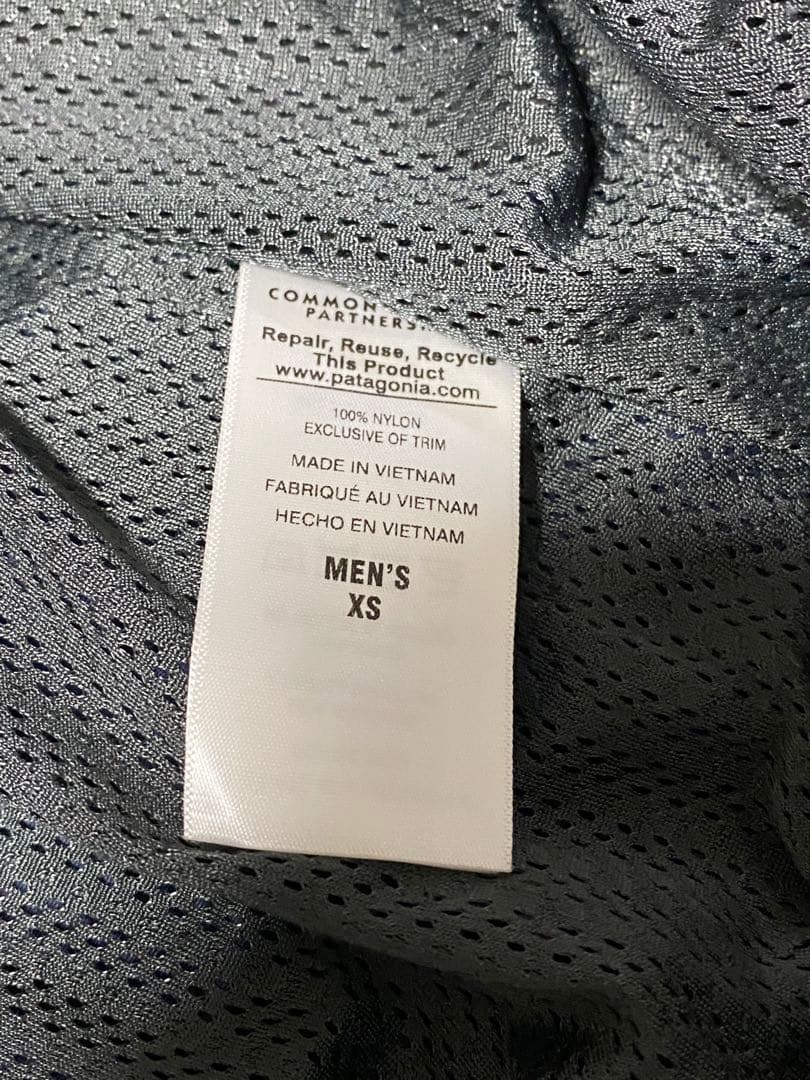 COMMON
PARTNERS
Repair, Reuse, Recycle
This Product
www.patagonia.com
100% NYLON
EXCLUSIVE OF TRIM
MADE IN VIETNAM
FABRIQUÉ AU VIETNAM
HECHO EN VIETNAM
MEN'S
XS